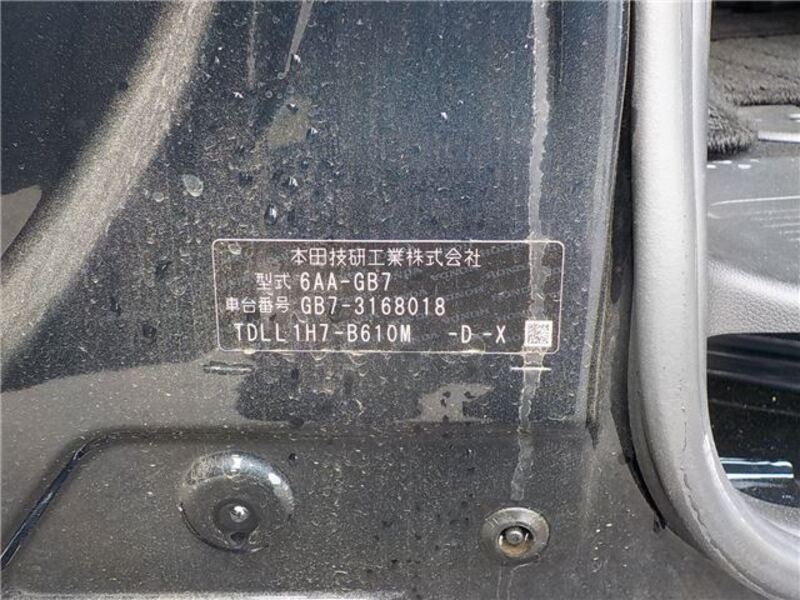 本田技研工業株式会社
型式 6AA-GB7
車台番号 GB7-3168018
TDLL1H7-B610M -D -X